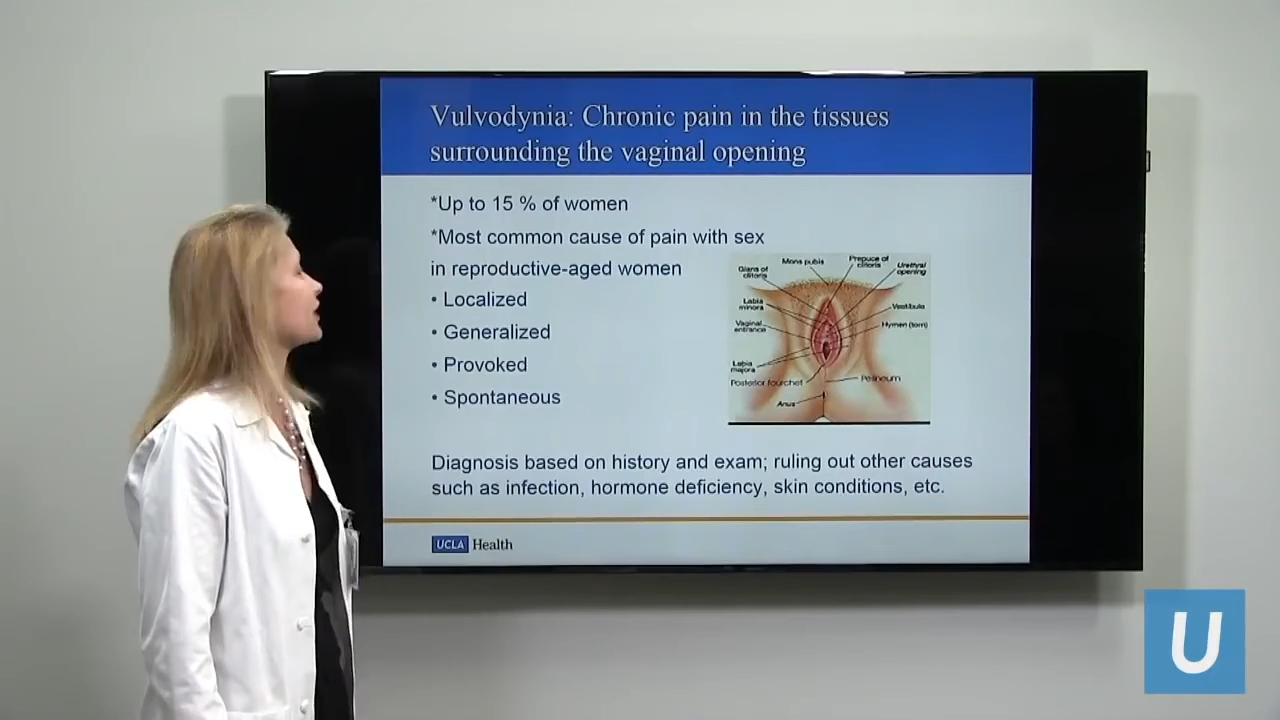 Vulvodynia: Chronic pain in the tissues
surrounding the vaginal opening
*Up to 15 % of women
*Most common cause of pain with sex
in reproductive-aged women
• Localized
• Generalized
• Provoked
• Spontaneous
Mons pubis
Prepuce of
clitoris
Glans of
clitoris
Urethral
opening
Labia
minora
Vestibule
Vaginal
entrance
Hymen (torn)
Labia
majora
Posterior fourchet
Perineum
Anus
Diagnosis based on history and exam; ruling out other causes
such as infection, hormone deficiency, skin conditions, etc.
UCLA Health
U